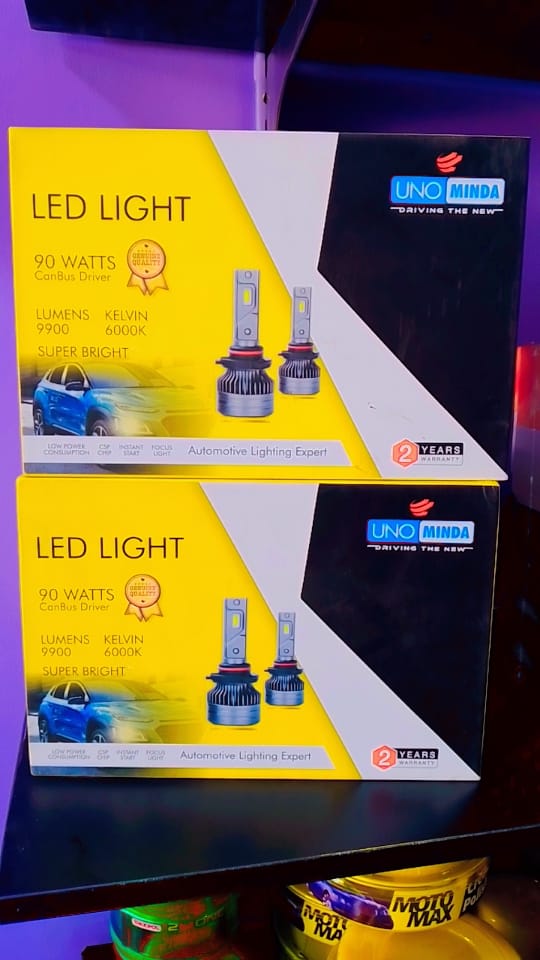 UNO MINDA
DRIVING THE NEW
LED LIGHT
90 WATTS
CanBus Driver
GENUINE
QUALITY
LUMENS KELVIN
9900 6000K
SUPER BRIGHT
LOW POWER CONSUMPTION
CSP CHIP
INSTANT START
FOCUS LIGHT
Automotive Lighting Expert
2 YEARS
WARRANTY
UNO MINDA
DRIVING THE NEW
LED LIGHT
90 WATTS
CanBus Driver
GENUINE
QUALITY
LUMENS KELVIN
9900 6000K
SUPER BRIGHT
LOW POWER CONSUMPTION
CSP CHIP
INSTANT START
FOCUS LIGHT
Automotive Lighting Expert
2 YEARS
WARRANTY
MOTO
MAX